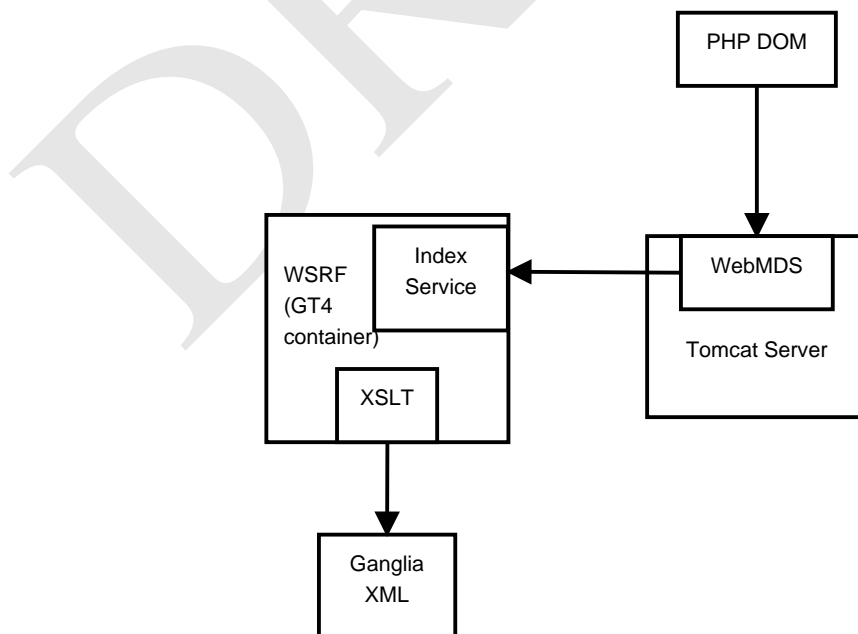 PHP DOM
Index
Service
WSRF
(GT4
container)
WebMDS
Tomcat Server
XSLT
Ganglia
XML